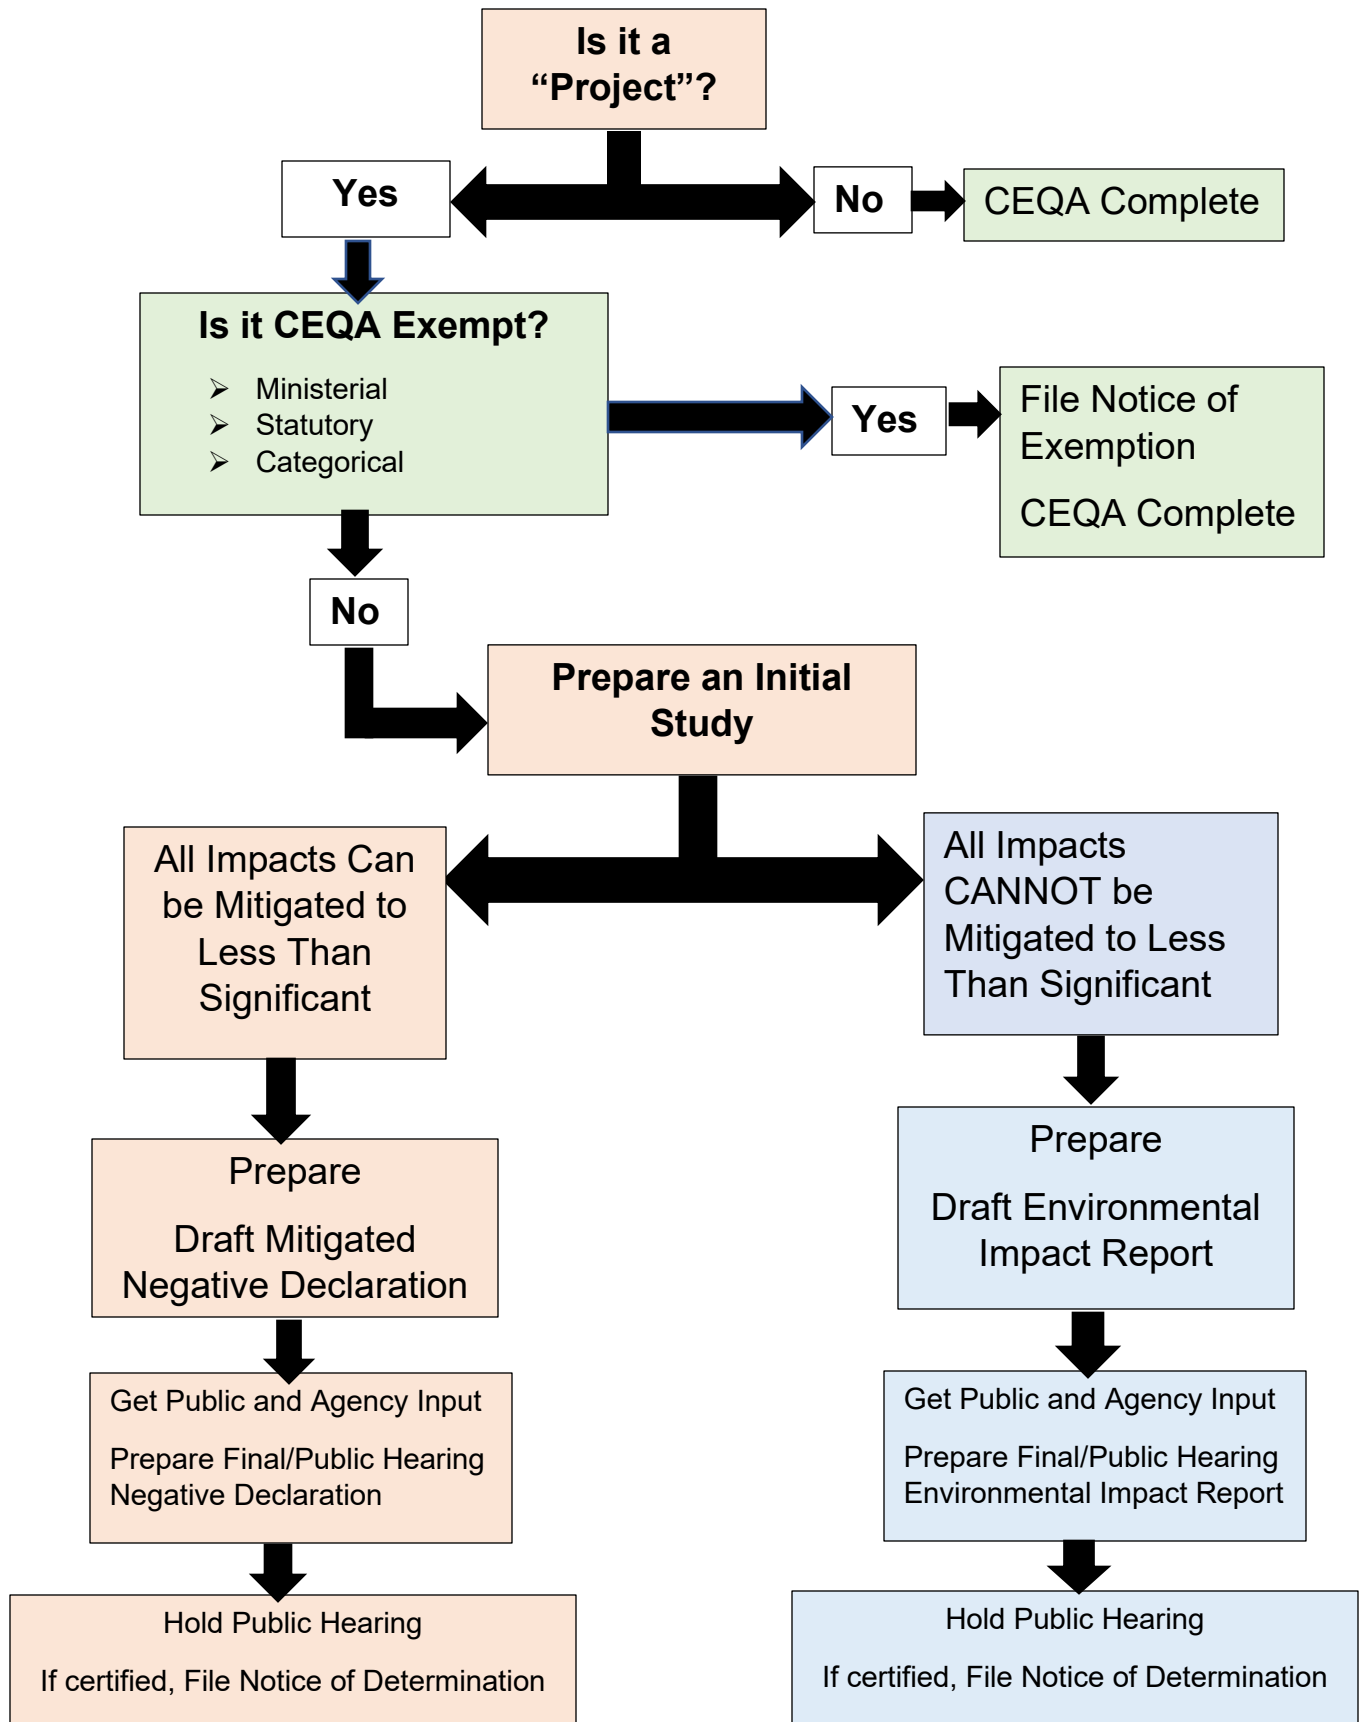 Is it a
“Project”?
Yes
No
CEQA Complete
Is it CEQA Exempt?
➢ Ministerial
➢ Statutory
➢ Categorical
Yes
File Notice of
Exemption
CEQA Complete
No
Prepare an Initial
Study
All Impacts Can
be Mitigated to
Less Than
Significant
All Impacts
CANNOT be
Mitigated to Less
Than Significant
Prepare
Draft Mitigated
Negative Declaration
Prepare
Draft Environmental
Impact Report
Get Public and Agency Input
Prepare Final/Public Hearing
Negative Declaration
Get Public and Agency Input
Prepare Final/Public Hearing
Environmental Impact Report
Hold Public Hearing
If certified, File Notice of Determination
Hold Public Hearing
If certified, File Notice of Determination